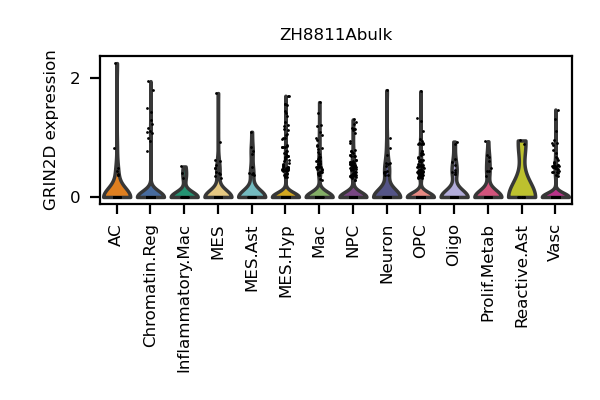 ZH8811Abulk
GRIN2D expression
2
0
AC
Chromatin.Reg
Inflammatory.Mac
MES
MES.Ast
MES.Hyp
Mac
NPC
Neuron
OPC
Oligo
Prolif.Metab
Reactive.Ast
Vasc